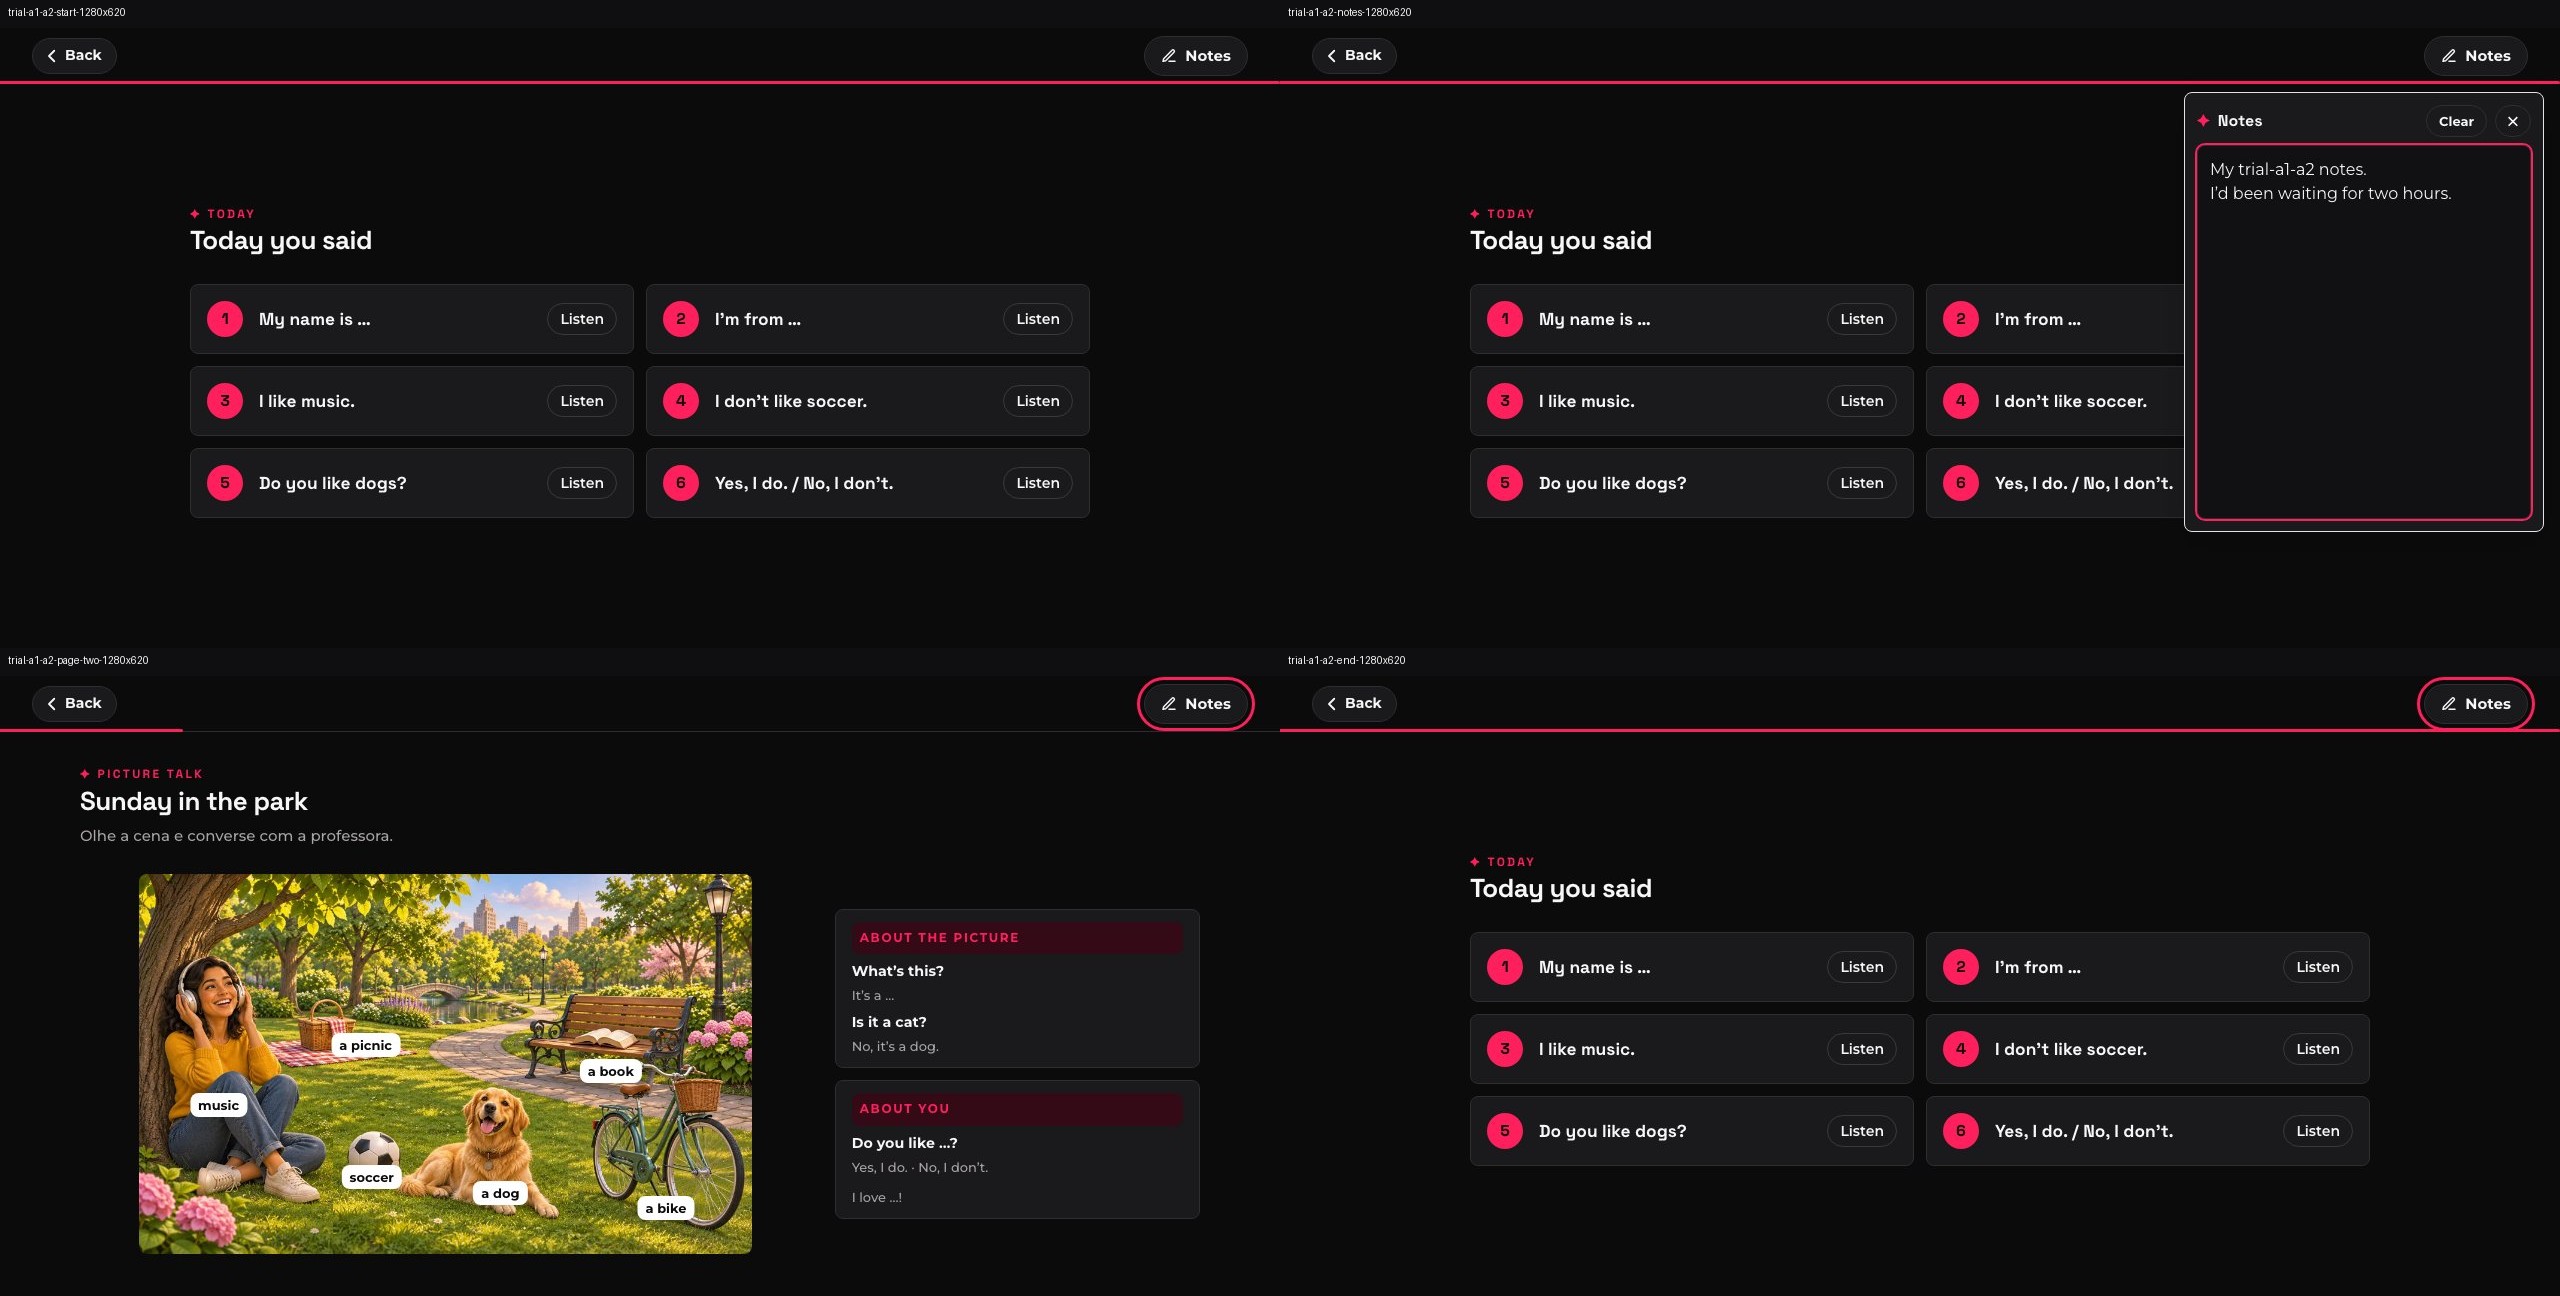 trial-a1-a2-start-1280x620
Back
Notes
TODAY
Today you said
1 My name is ... Listen
2 I'm from ... Listen
3 I like music. Listen
4 I don't like soccer. Listen
5 Do you like dogs? Listen
6 Yes, I do. / No, I don't. Listen
trial-a1-a2-notes-1280x620
Back
Notes
TODAY
Today you said
1 My name is ... Listen
2 I'm from ...
3 I like music. Listen
4 I don't like soccer.
5 Do you like dogs? Listen
6 Yes, I do. / No, I don't.
Notes
Clear
My trial-a1-a2 notes.
I'd been waiting for two hours.
trial-a1-a2-page-two-1280x620
Back
Notes
PICTURE TALK
Sunday in the park
Olhe a cena e converse com a professora.
a picnic
a book
music
soccer
a dog
a bike
ABOUT THE PICTURE
What's this?
It's a ...
Is it a cat?
No, it's a dog.
ABOUT YOU
Do you like ...?
Yes, I do. · No, I don't.
I love ...!
trial-a1-a2-end-1280x620
Back
Notes
TODAY
Today you said
1 My name is ... Listen
2 I'm from ... Listen
3 I like music. Listen
4 I don't like soccer. Listen
5 Do you like dogs? Listen
6 Yes, I do. / No, I don't. Listen